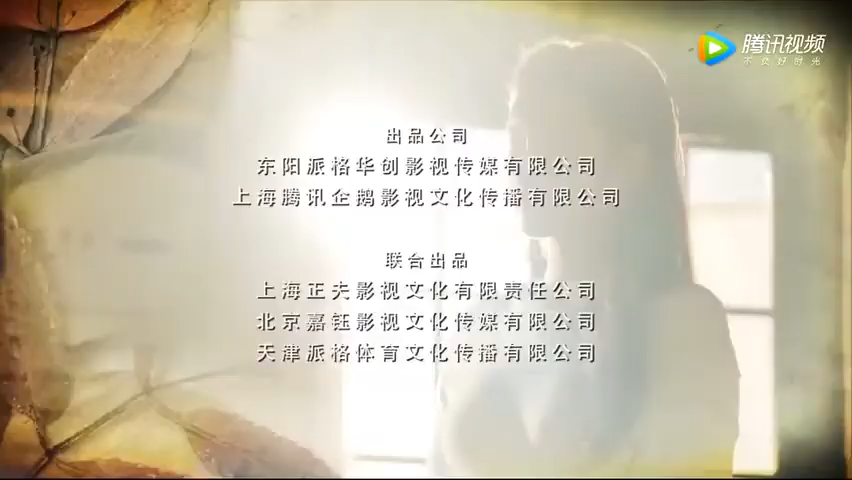 腾讯视频
不负好时光
出品公司
东阳派格华创影视传媒有限公司
上海腾讯企鹅影视文化传播有限公司
联合出品
上海正夫影视文化有限责任公司
北京嘉钰影视文化传媒有限公司
天津派格体育文化传播有限公司